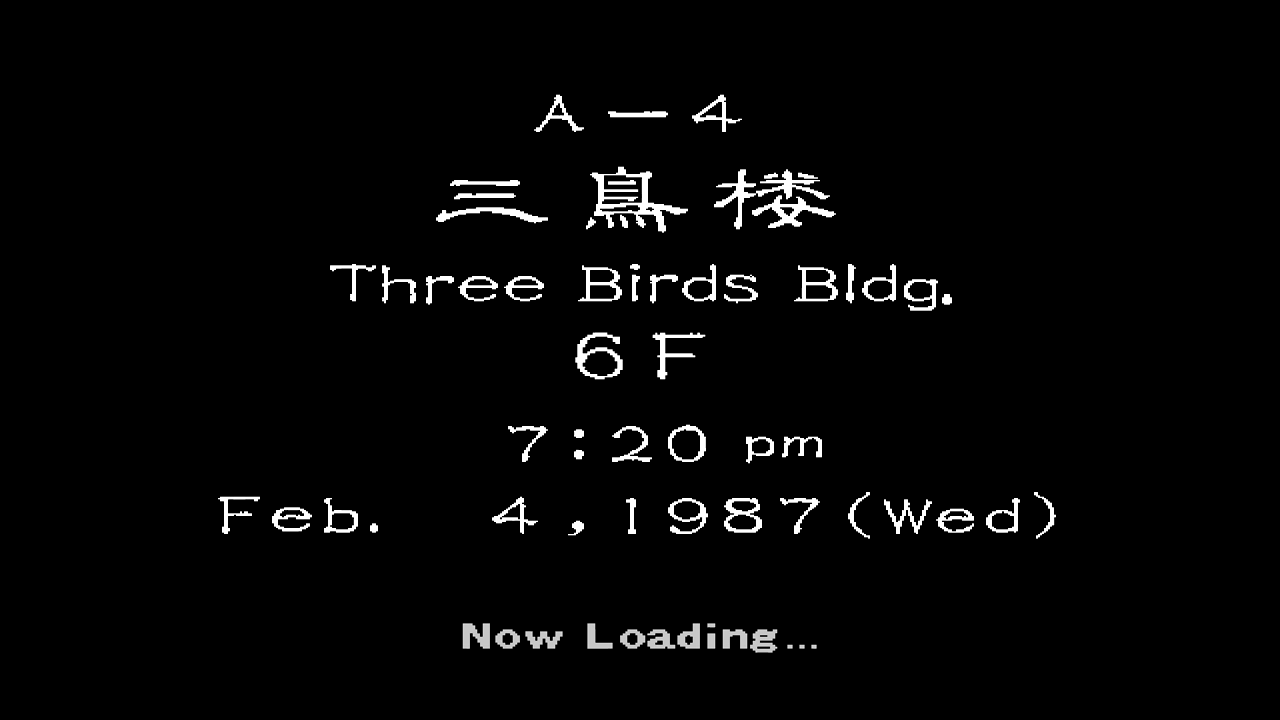 A－4
三鳥楼
Three Birds Bldg.
6F
7:20 pm
Feb. 4,1987(Wed)
Now Loading...